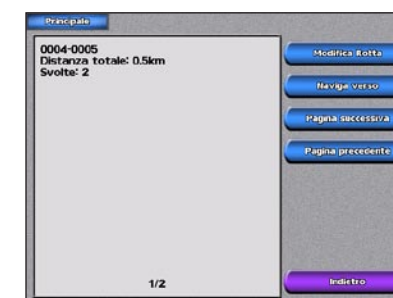 Principale
0004-0005
Distanza totale: 0.5km
Svolte: 2
1/2
Modifica Rotta
Naviga verso
Pagina successiva
Pagina precedente
Indietro